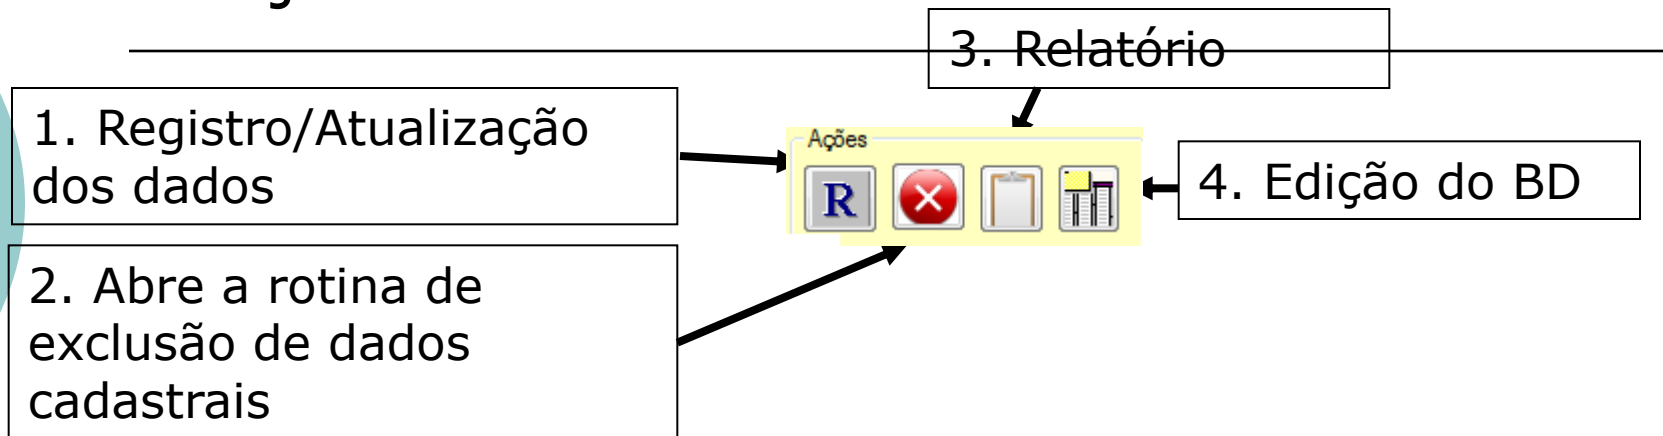 3. Relatório
1. Registro/Atualização
dos dados
Ações
R
4. Edição do BD
2. Abre a rotina de
exclusão de dados
cadastrais